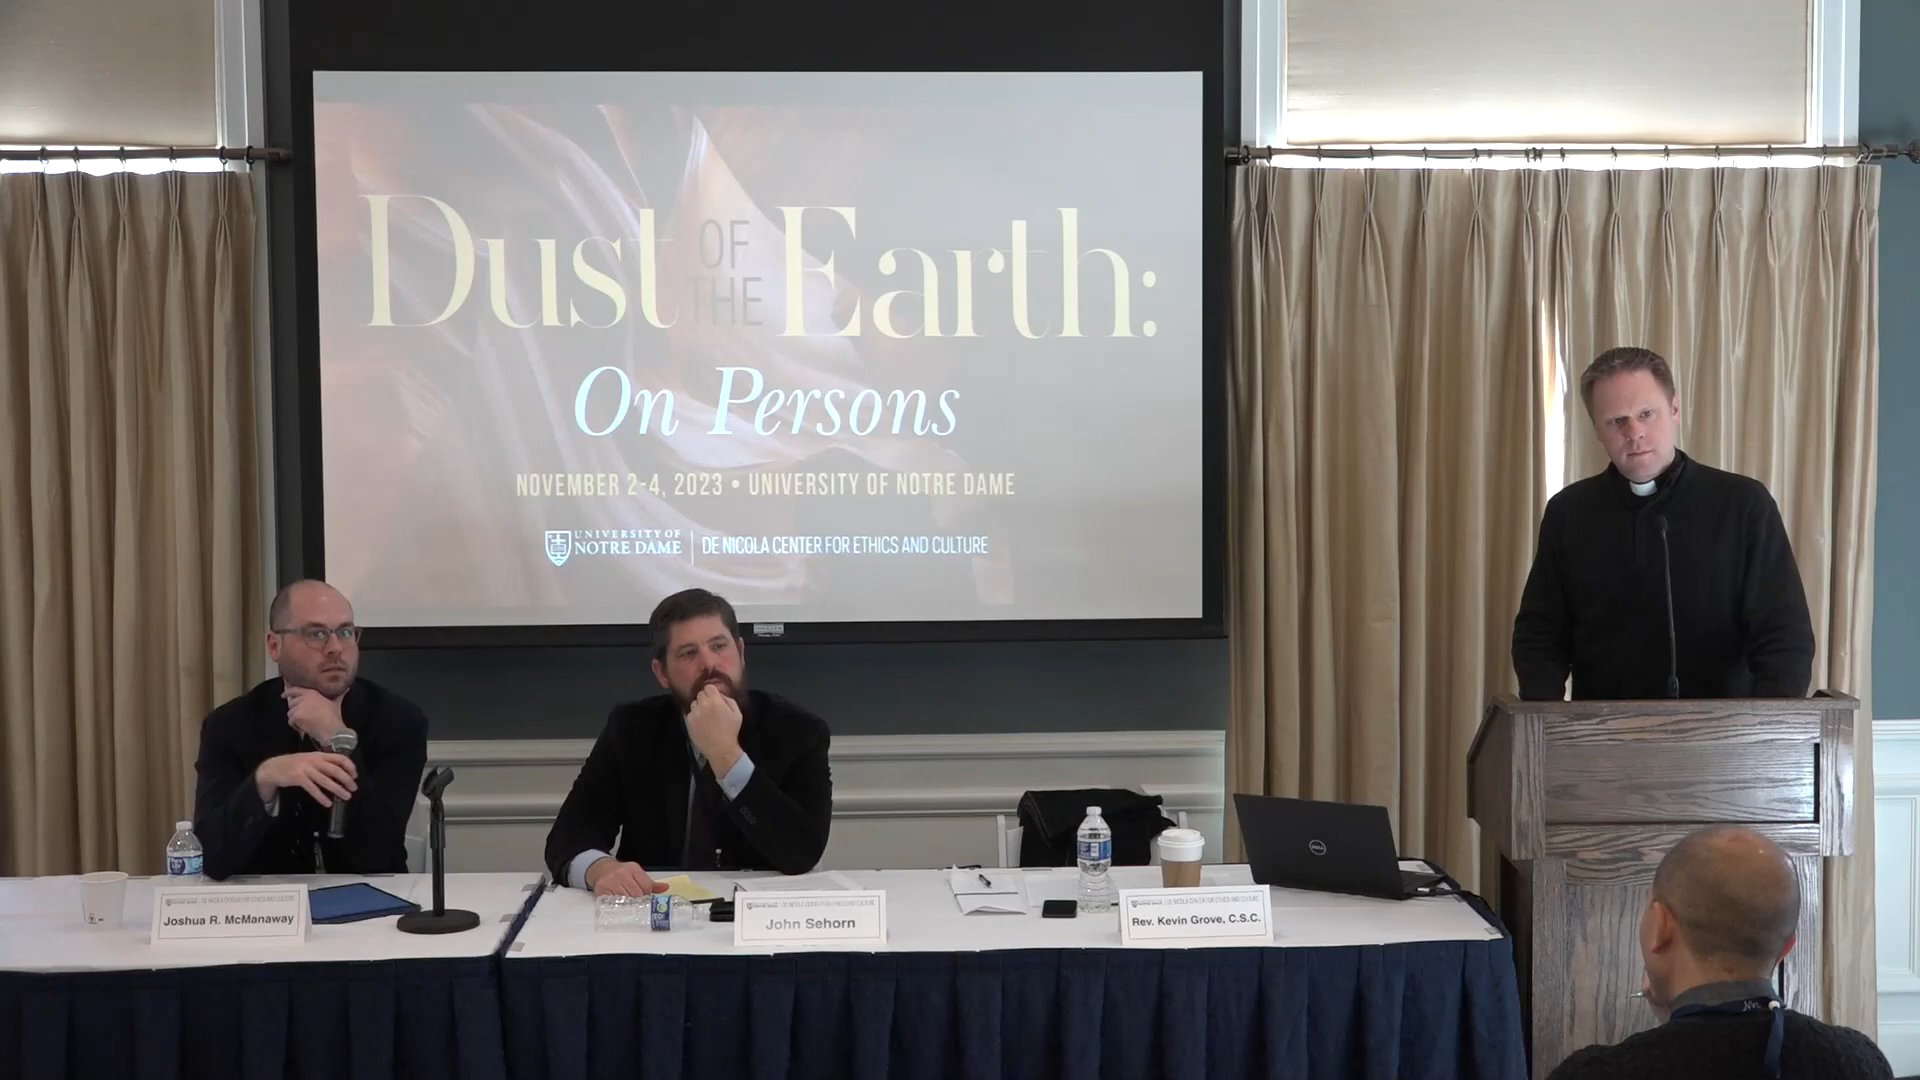 Dust OF THE Earth:
On Persons
NOVEMBER 2-4, 2023 • UNIVERSITY OF NOTRE DAME
UNIVERSITY OF NOTRE DAME | DE NICOLA CENTER FOR ETHICS AND CULTURE
Joshua R. McManaway
John Sehorn
Rev. Kevin Grove, C.S.C.
DELL